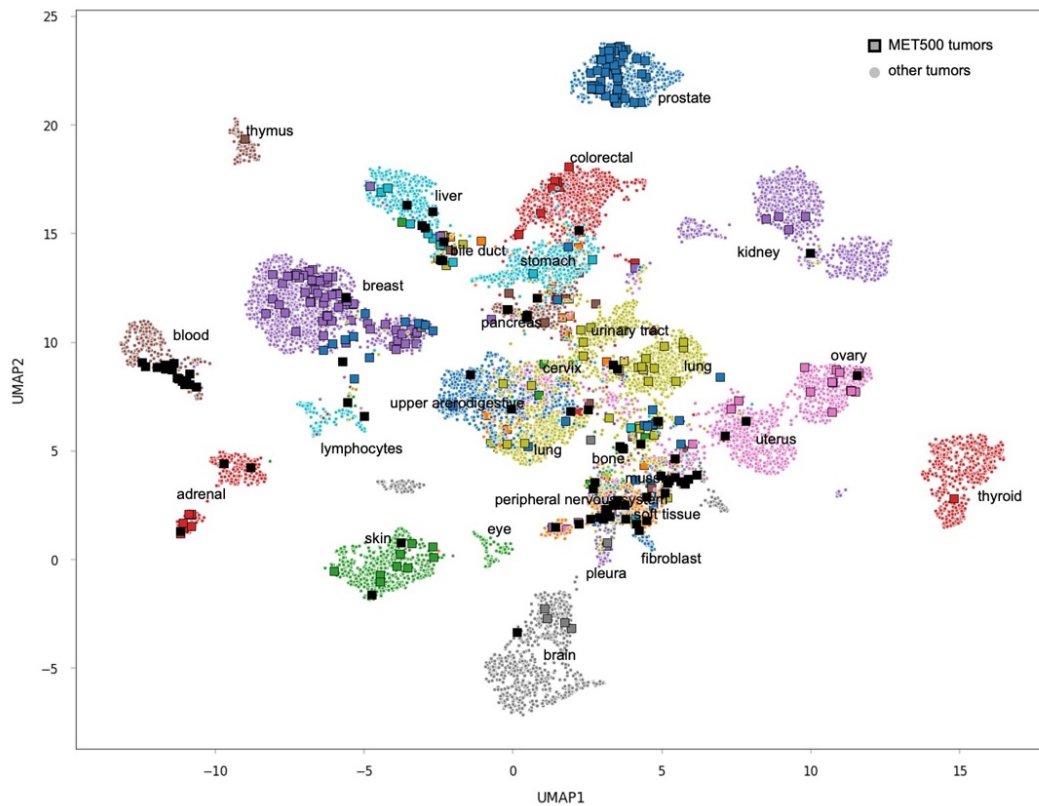 25
20
15
10
5
0
−5
UMAP2
MET500 tumors
other tumors
prostate
thymus
colorectal
liver
kidney
bile duct
stomach
breast
pancreas
urinary tract
blood
ovary
cervix
lung
upper arerodigestive
lymphocytes
lung
uterus
bone
adrenal
peripheral nervous system
thyroid
soft tissue
skin
eye
fibroblast
pleura
brain
−10
−5
0
5
10
15
UMAP1